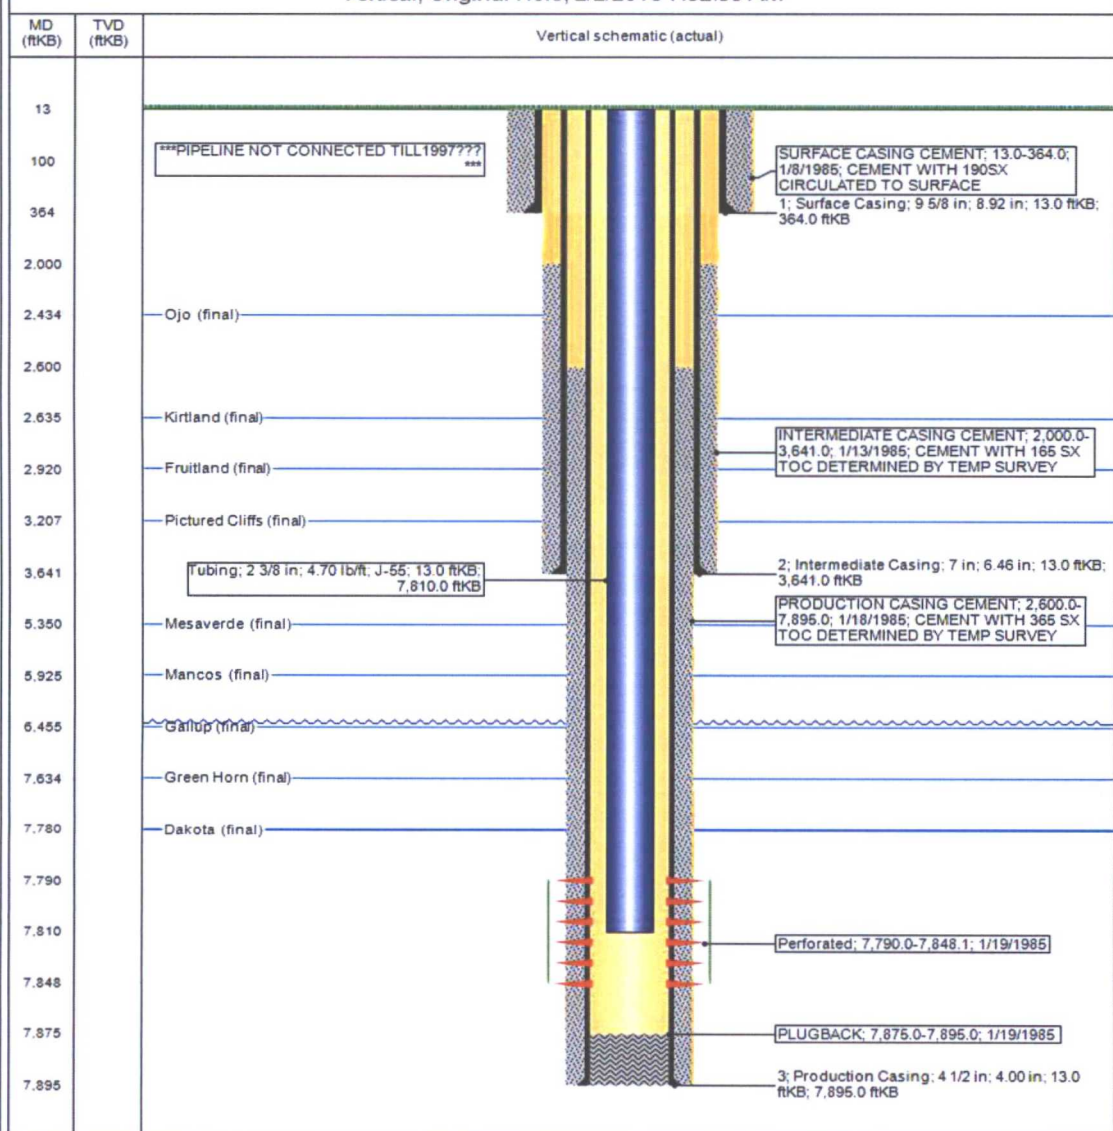 MD
(ftKB)
TVD
(ftKB)
Vertical schematic (actual)
13
100
364
2.000
2.434
2.600
2.635
2.920
3.207
3.641
5.350
5.925
6.455
7.634
7.780
7.790
7.810
7.848
7.875
7.895
***PIPELINE NOT CONNECTED TILL1997???
***
SURFACE CASING CEMENT; 13.0-364.0;
1/8/1985; CEMENT WITH 190SX
CIRCULATED TO SURFACE
1; Surface Casing; 9 5/8 in; 8.92 in; 13.0 ftKB;
364.0 ftKB
Ojo (final)
Kirtland (final)
INTERMEDIATE CASING CEMENT; 2,000.0-
3,641.0; 1/13/1985; CEMENT WITH 165 SX
TOC DETERMINED BY TEMP SURVEY
Fruitland (final)
Pictured Cliffs (final)
Tubing; 2 3/8 in; 4.70 lb/ft; J-55; 13.0 ftKB;
7,810.0 ftKB
2; Intermediate Casing; 7 in; 6.46 in; 13.0 ftKB;
3,641.0 ftKB
PRODUCTION CASING CEMENT; 2,600.0-
7,895.0; 1/18/1985; CEMENT WITH 365 SX
TOC DETERMINED BY TEMP SURVEY
Mesaverde (final)
Mancos (final)
Gallup (final)
Green Horn (final)
Dakota (final)
Perforated; 7,790.0-7,848.1; 1/19/1985
PLUGBACK; 7,875.0-7,895.0; 1/19/1985
3; Production Casing; 4 1/2 in; 4.00 in; 13.0
ftKB; 7,895.0 ftKB